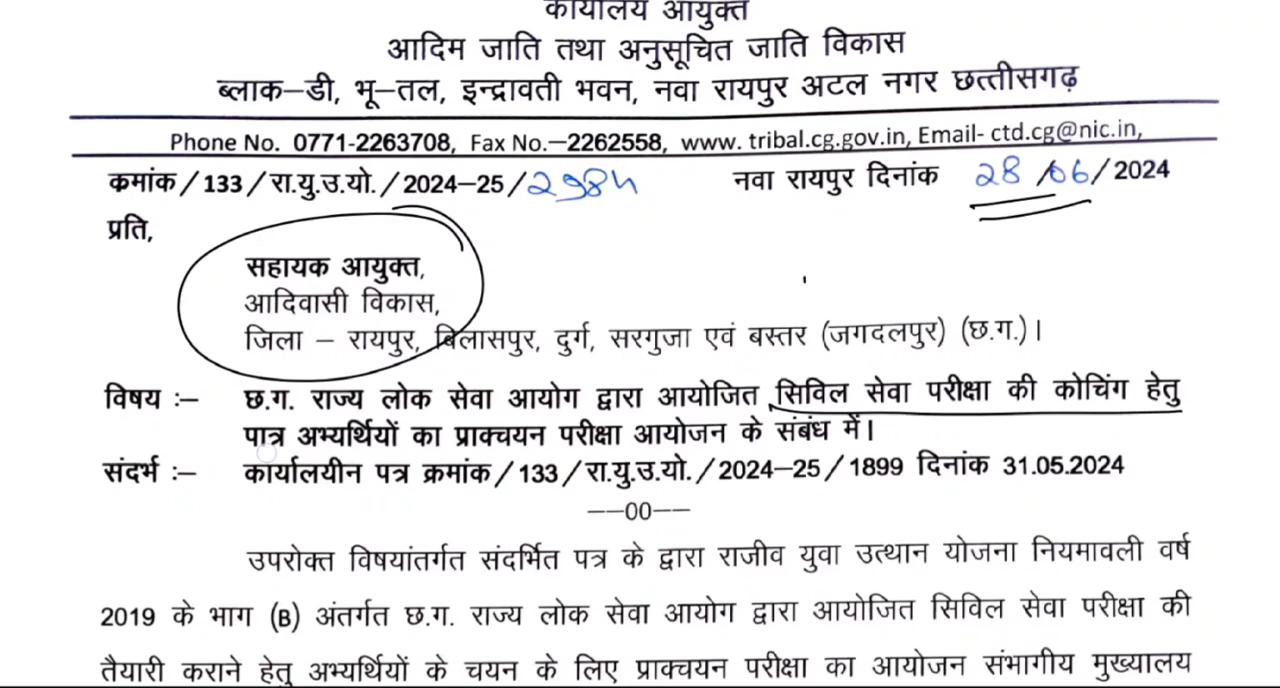 कार्यालय आयुक्त
आदिम जाति तथा अनुसूचित जाति विकास
ब्लाक–डी, भू–तल, इन्द्रावती भवन, नवा रायपुर अटल नगर छत्तीसगढ़
Phone No. 0771-2263708, Fax No.–2262558, www. tribal.cg.gov.in, Email- ctd.cg@nic.in,
क्रमांक/133/रा.यु.उ.यो./2024–25/2984 नवा रायपुर दिनांक 28/06/2024
प्रति,
सहायक आयुक्त,
आदिवासी विकास,
जिला – रायपुर, बिलासपुर, दुर्ग, सरगुजा एवं बस्तर (जगदलपुर) (छ.ग.)।
विषय :– छ.ग. राज्य लोक सेवा आयोग द्वारा आयोजित सिविल सेवा परीक्षा की कोचिंग हेतु
पात्र अभ्यर्थियों का प्राक्चयन परीक्षा आयोजन के संबंध में।
संदर्भ :– कार्यालयीन पत्र क्रमांक/133/रा.यु.उ.यो./2024–25/1899 दिनांक 31.05.2024
––00––
उपरोक्त विषयांतर्गत संदर्भित पत्र के द्वारा राजीव युवा उत्थान योजना नियमावली वर्ष
2019 के भाग (B) अंतर्गत छ.ग. राज्य लोक सेवा आयोग द्वारा आयोजित सिविल सेवा परीक्षा की
तैयारी कराने हेतु अभ्यर्थियों के चयन के लिए प्राक्चयन परीक्षा का आयोजन संभागीय मुख्यालय